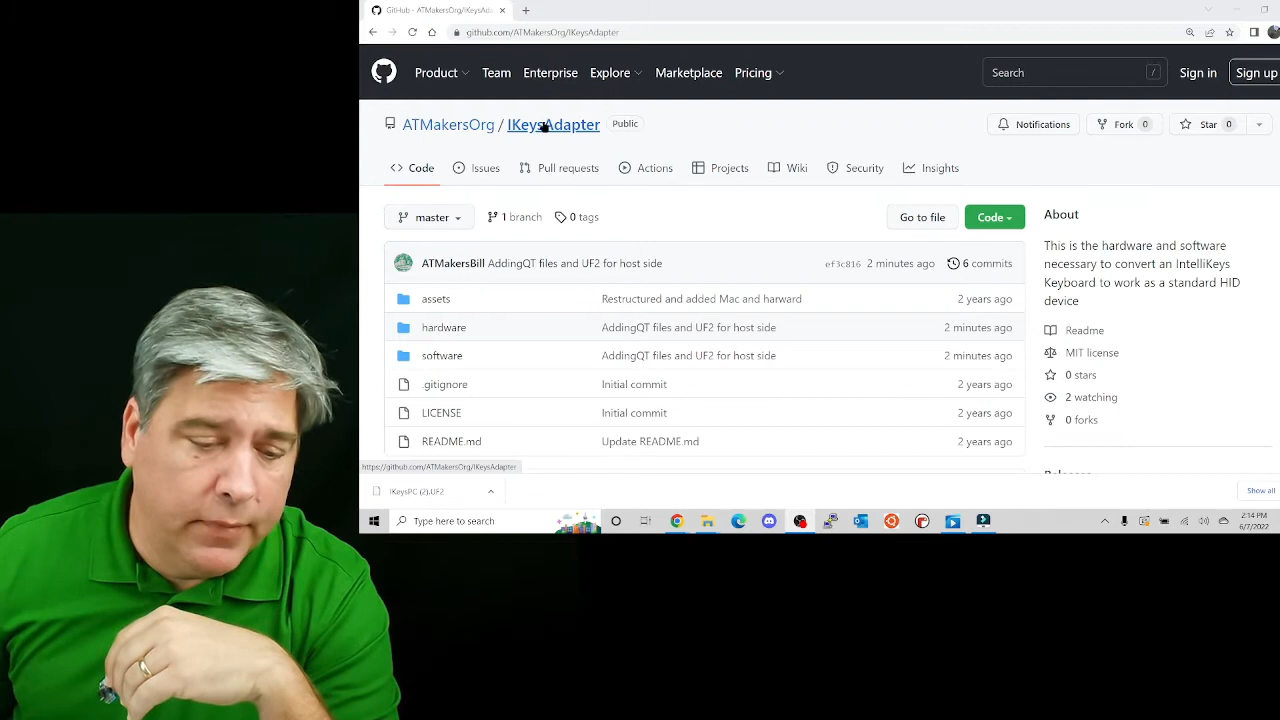 GitHub - ATMakersOrg/IKeysAda
github.com/ATMakersOrg/IKeysAdapter
Product Team Enterprise Explore Marketplace Pricing Search / Sign in Sign up
ATMakersOrg / IKeysAdapter Public Notifications Fork 0 Star 0
Code Issues Pull requests Actions Projects Wiki Security Insights
master 1 branch 0 tags Go to file Code
ATMakersBill AddingQT files and UF2 for host side ef3c816 2 minutes ago 6 commits
assets Restructured and added Mac and harward 2 years ago
hardware AddingQT files and UF2 for host side 2 minutes ago
software AddingQT files and UF2 for host side 2 minutes ago
.gitignore Initial commit 2 years ago
LICENSE Initial commit 2 years ago
README.md Update README.md 2 years ago
About
This is the hardware and software
necessary to convert an IntelliKeys
Keyboard to work as a standard HID
device
Readme
MIT license
0 stars
2 watching
0 forks
https://github.com/ATMakersOrg/IKeysAdapter
IKeysPC (2).UF2 Show all
Type here to search
2:14 PM
6/7/2022